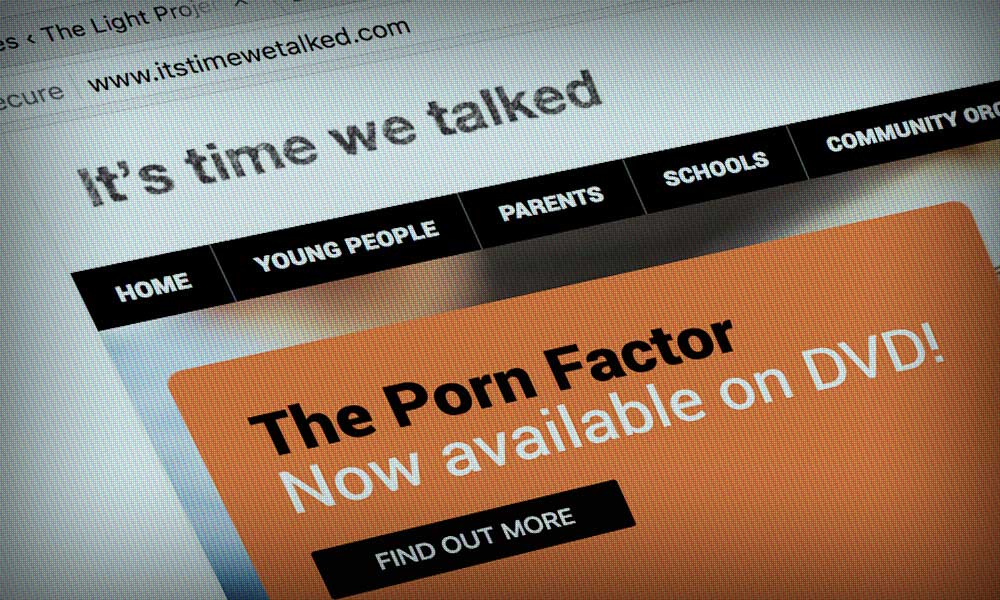 es ‹ The Light Projec
ecure www.itstimewetalked.com
It's time we talked
HOME YOUNG PEOPLE PARENTS SCHOOLS COMMUNITY ORG
The Porn Factor
Now available on DVD!
FIND OUT MORE